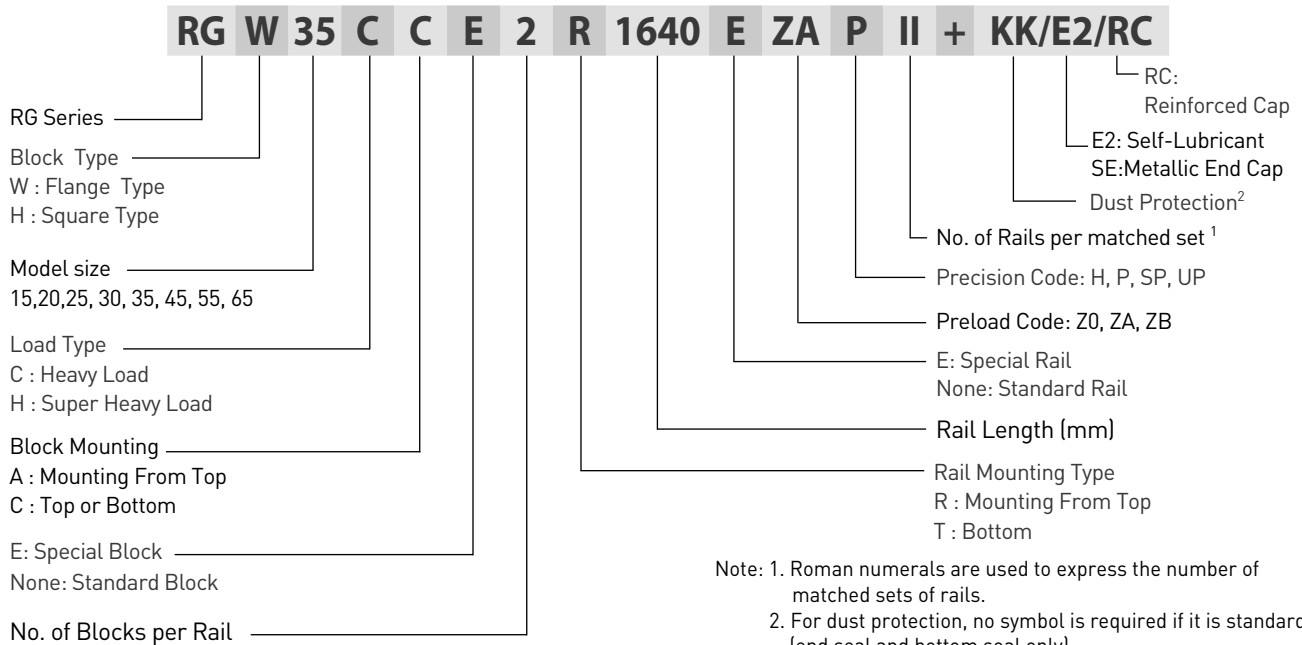 RG W 35 C C E 2 R 1640 E ZA P II + KK/E2/RC
RG Series
Block Type
W : Flange Type
H : Square Type
Model size
15,20,25, 30, 35, 45, 55, 65
Load Type
C : Heavy Load
H : Super Heavy Load
Block Mounting
A : Mounting From Top
C : Top or Bottom
E: Special Block
None: Standard Block
No. of Blocks per Rail
RC:
Reinforced Cap
E2: Self-Lubricant
SE:Metallic End Cap
Dust Protection2
No. of Rails per matched set 1
Precision Code: H, P, SP, UP
Preload Code: Z0, ZA, ZB
E: Special Rail
None: Standard Rail
Rail Length (mm)
Rail Mounting Type
R : Mounting From Top
T : Bottom
Note: 1. Roman numerals are used to express the number of
matched sets of rails.
2. For dust protection, no symbol is required if it is standard
(end seal and bottom seal only)